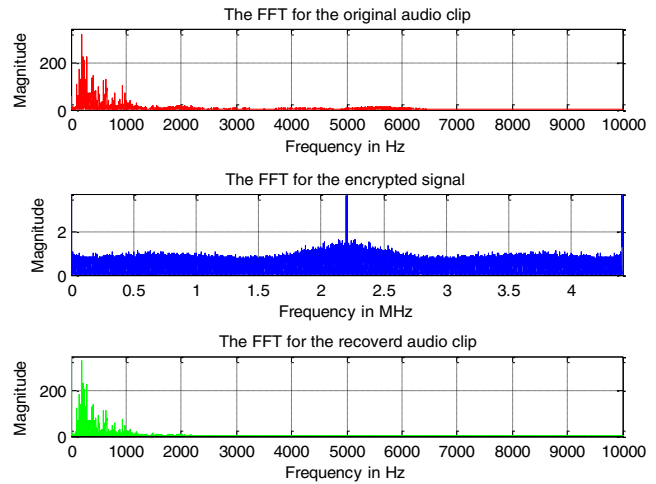 The FFT for the original audio clip
200
0
Magnitude
0 1000 2000 3000 4000 5000 6000 7000 8000 9000 10000
Frequency in Hz
The FFT for the encrypted signal
2
0
Magnitude
0 0.5 1 1.5 2 2.5 3 3.5 4
Frequency in MHz
The FFT for the recoverd audio clip
200
0
Magnitude
0 1000 2000 3000 4000 5000 6000 7000 8000 9000 10000
Frequency in Hz